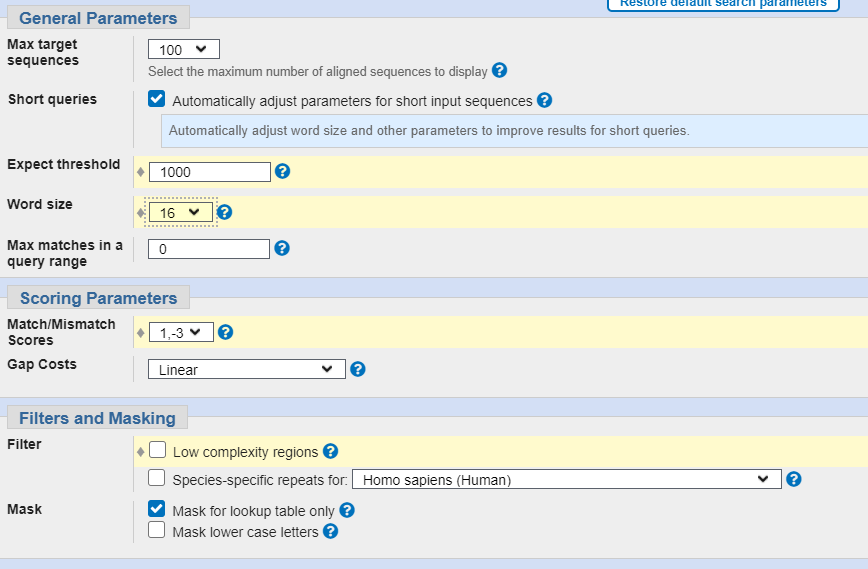 Restore default search parameters
General Parameters
Max target
sequences
100
Select the maximum number of aligned sequences to display ?
Short queries
Automatically adjust parameters for short input sequences ?
Automatically adjust word size and other parameters to improve results for short queries.
Expect threshold
1000 ?
Word size
16 ?
Max matches in a
query range
0 ?
Scoring Parameters
Match/Mismatch
Scores
1,-3 ?
Gap Costs
Linear ?
Filters and Masking
Filter
Low complexity regions ?
Species-specific repeats for: Homo sapiens (Human) ?
Mask
Mask for lookup table only ?
Mask lower case letters ?